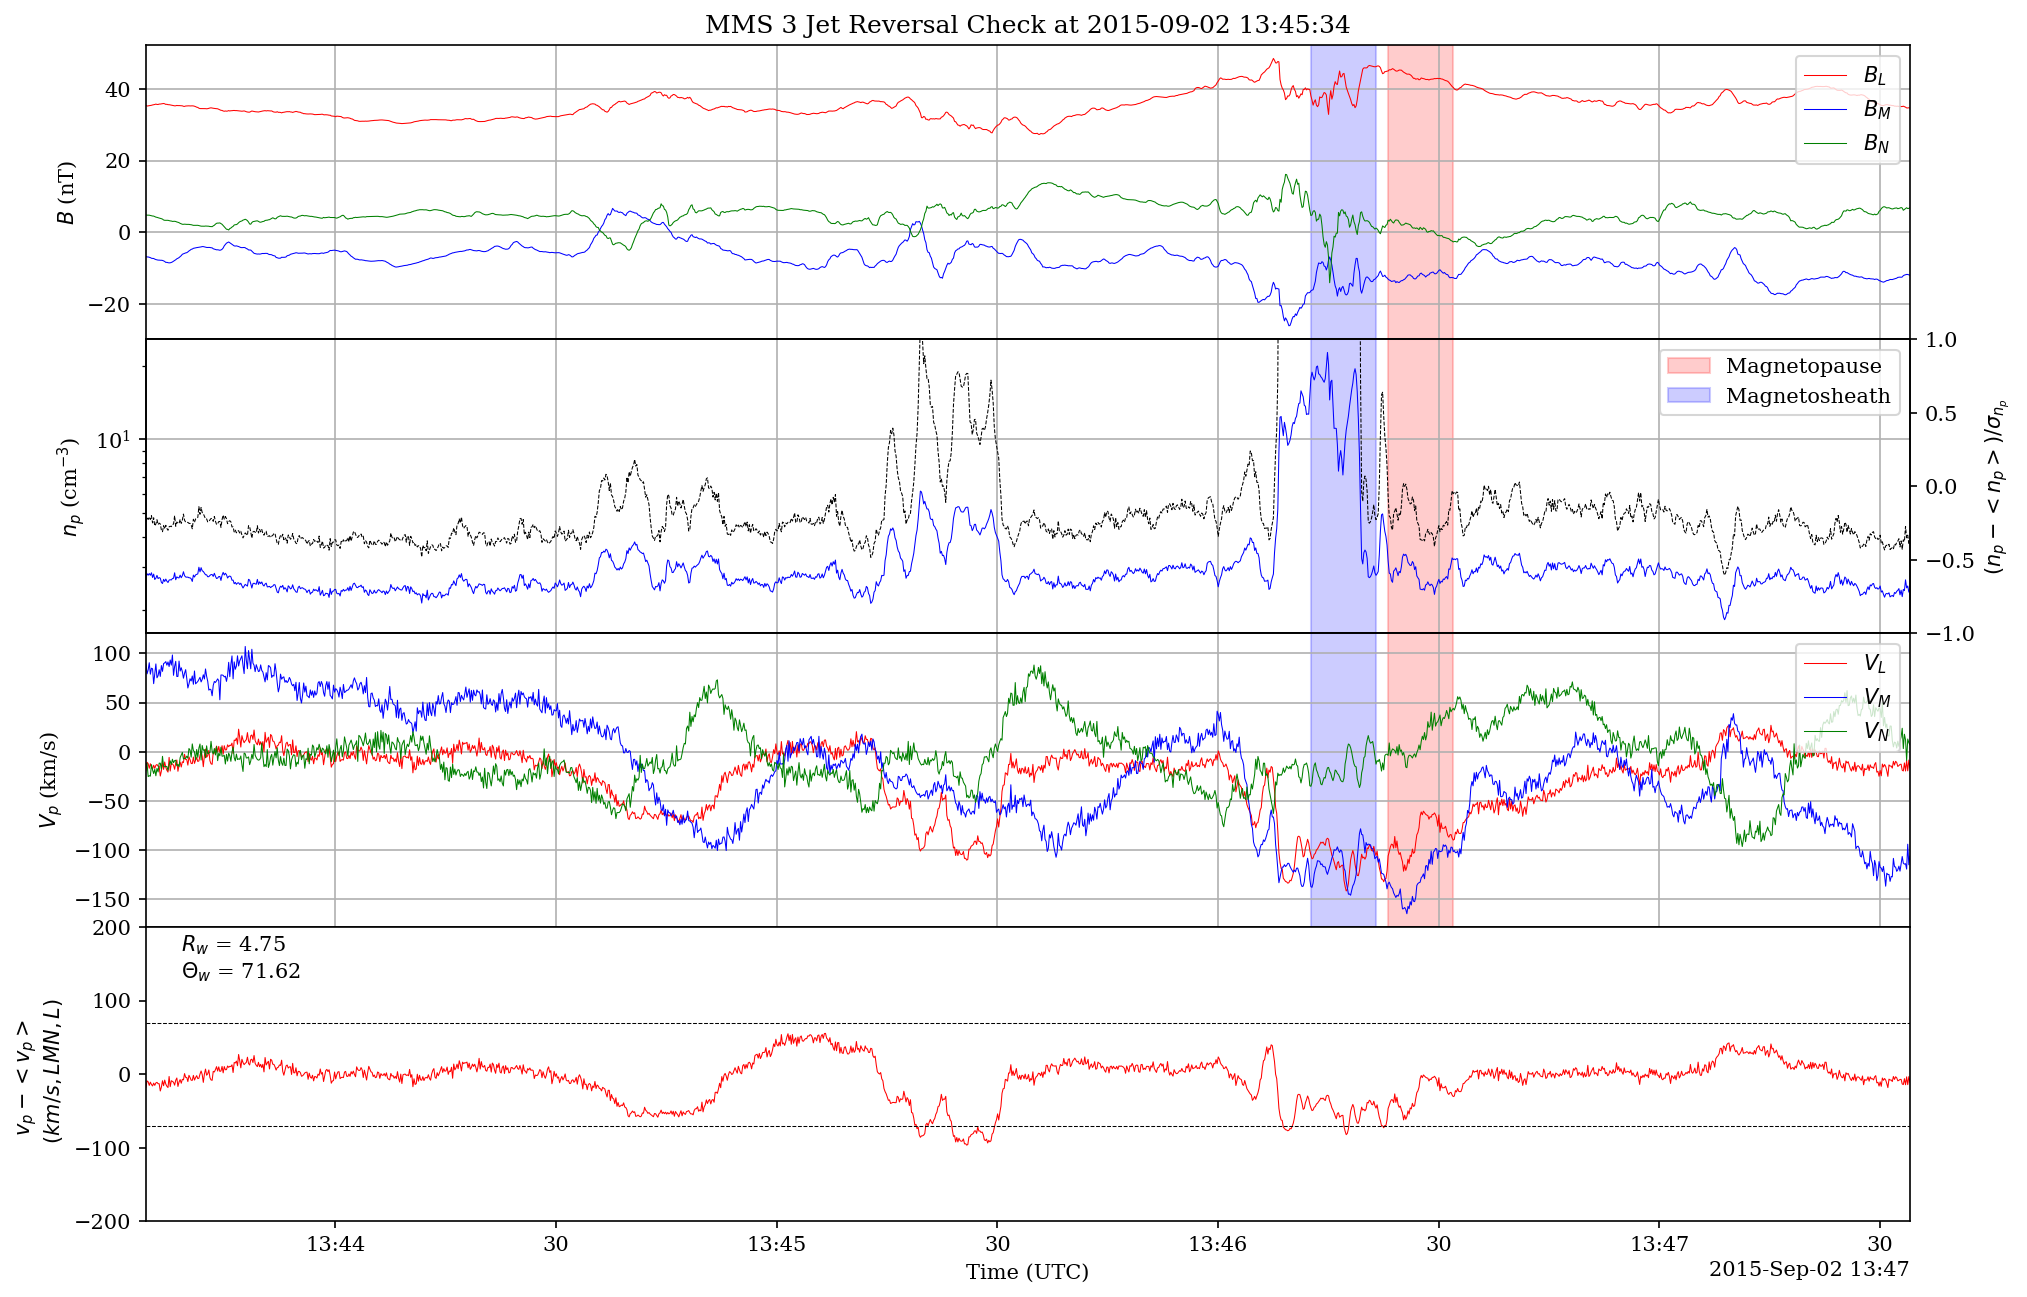 MMS 3 Jet Reversal Check at 2015-09-02 13:45:34
40
20
0
−20
B (nT)
B_L
B_M
B_N
10^1
n_p (cm^−3)
Magnetopause
Magnetosheath
1.0
0.5
0.0
−0.5
−1.0
(n_p − < n_p >)/σ_{n_p}
100
50
0
−50
−100
−150
V_p (km/s)
V_L
V_M
V_N
200
100
0
−100
−200
v_p − < v_p >
(km/s, LMN, L)
R_w = 4.75
Θ_w = 71.62
13:44 30 13:45 30 13:46 30 13:47 30
Time (UTC)
2015-Sep-02 13:47